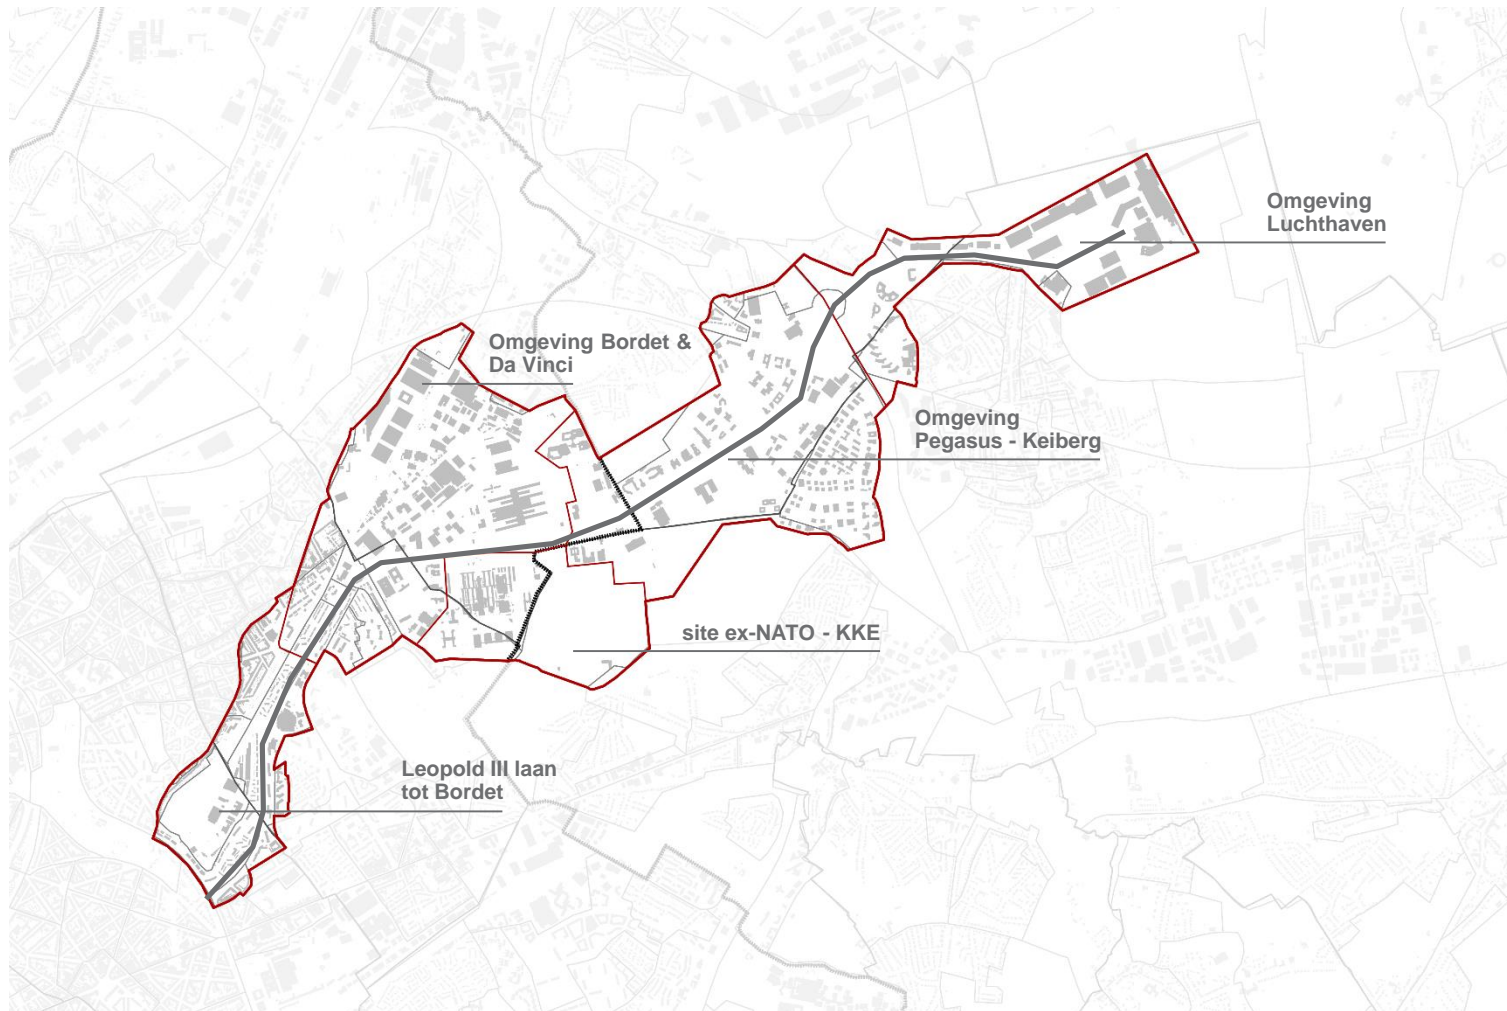 Omgeving
Luchthaven
Omgeving Bordet &
Da Vinci
Omgeving
Pegasus - Keiberg
site ex-NATO - KKE
Leopold III laan
tot Bordet